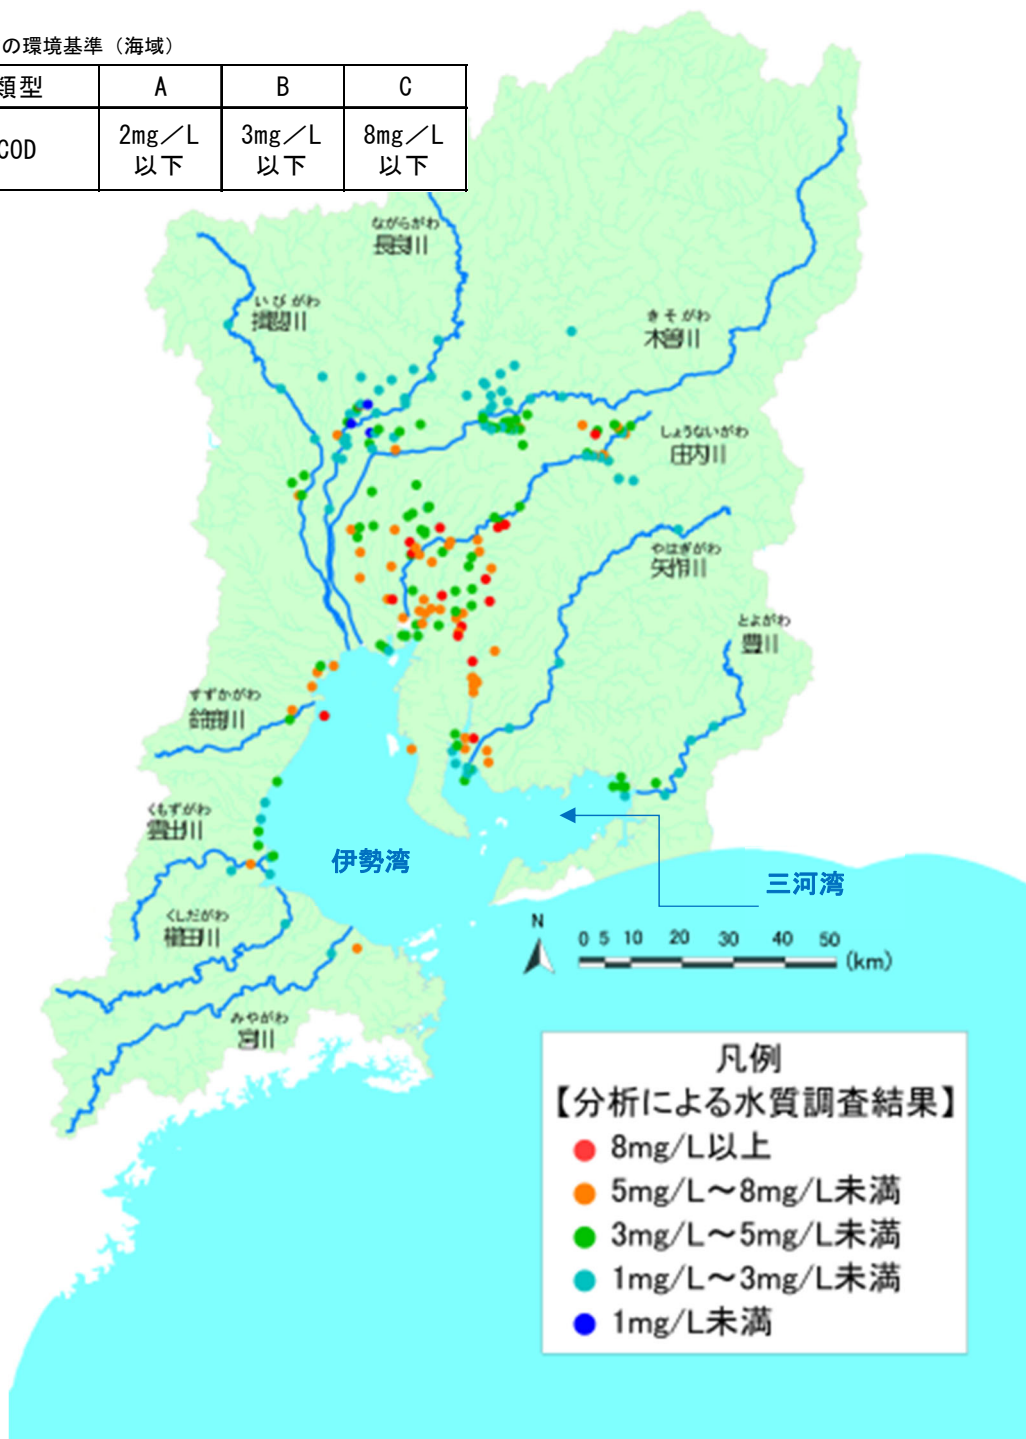 の環境基準（海域）
類型 A B C
COD 2mg／L 3mg／L 8mg／L
以下 以下 以下
ながらがわ
長良川
いびがわ
揖斐川
きそがわ
木曽川
しょうないがわ
庄内川
やはぎがわ
矢作川
とよがわ
豊川
すずかがわ
鈴鹿川
くもずがわ
雲出川
伊勢湾
三河湾
くしだがわ
櫛田川
みやがわ
宮川
N
0 5 10 20 30 40 50
(km)
凡例
【分析による水質調査結果】
8mg/L以上
5mg/L～8mg/L未満
3mg/L～5mg/L未満
1mg/L～3mg/L未満
1mg/L未満